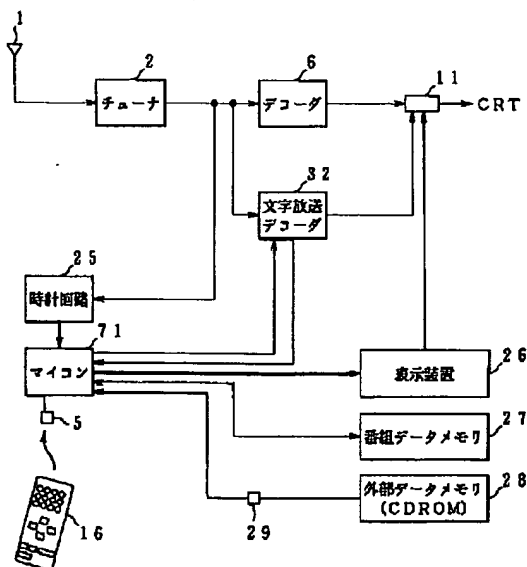 1
2
6
11
チューナ
デコーダ
CRT
32
文字放送
デコーダ
25
時計回路
71
マイコン
表示装置
26
5
番組データメモリ
27
外部データメモリ
(CDROM)
28
29
16